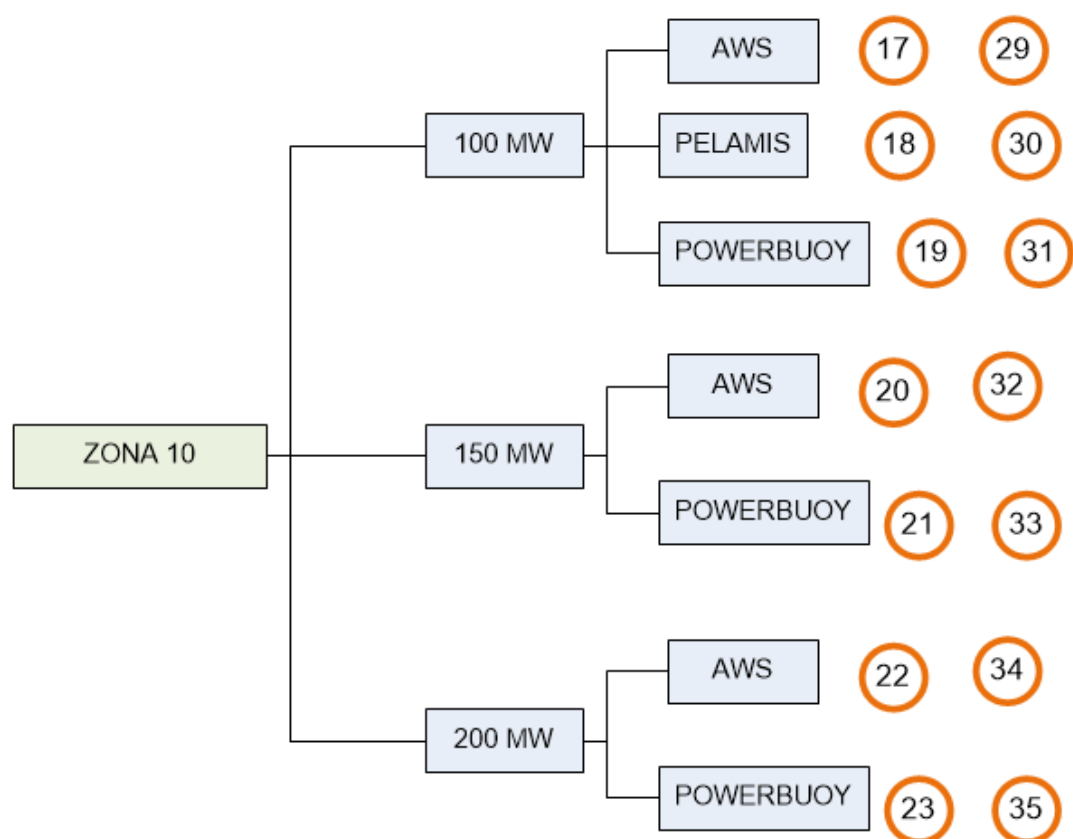 AWS 17 29
100 MW PELAMIS 18 30
POWERBUOY 19 31
AWS 20 32
ZONA 10 150 MW
POWERBUOY 21 33
AWS 22 34
200 MW
POWERBUOY 23 35